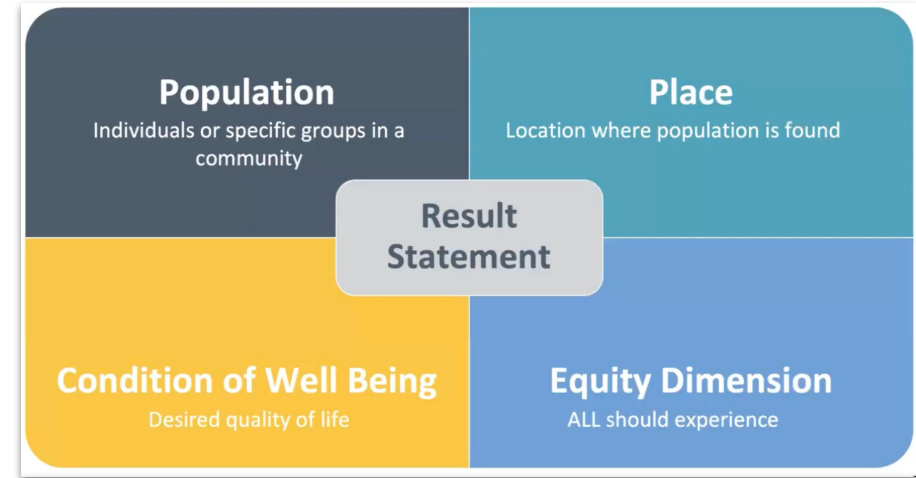 Population
Individuals or specific groups in a
community
Place
Location where population is found
Result
Statement
Condition of Well Being
Desired quality of life
Equity Dimension
ALL should experience